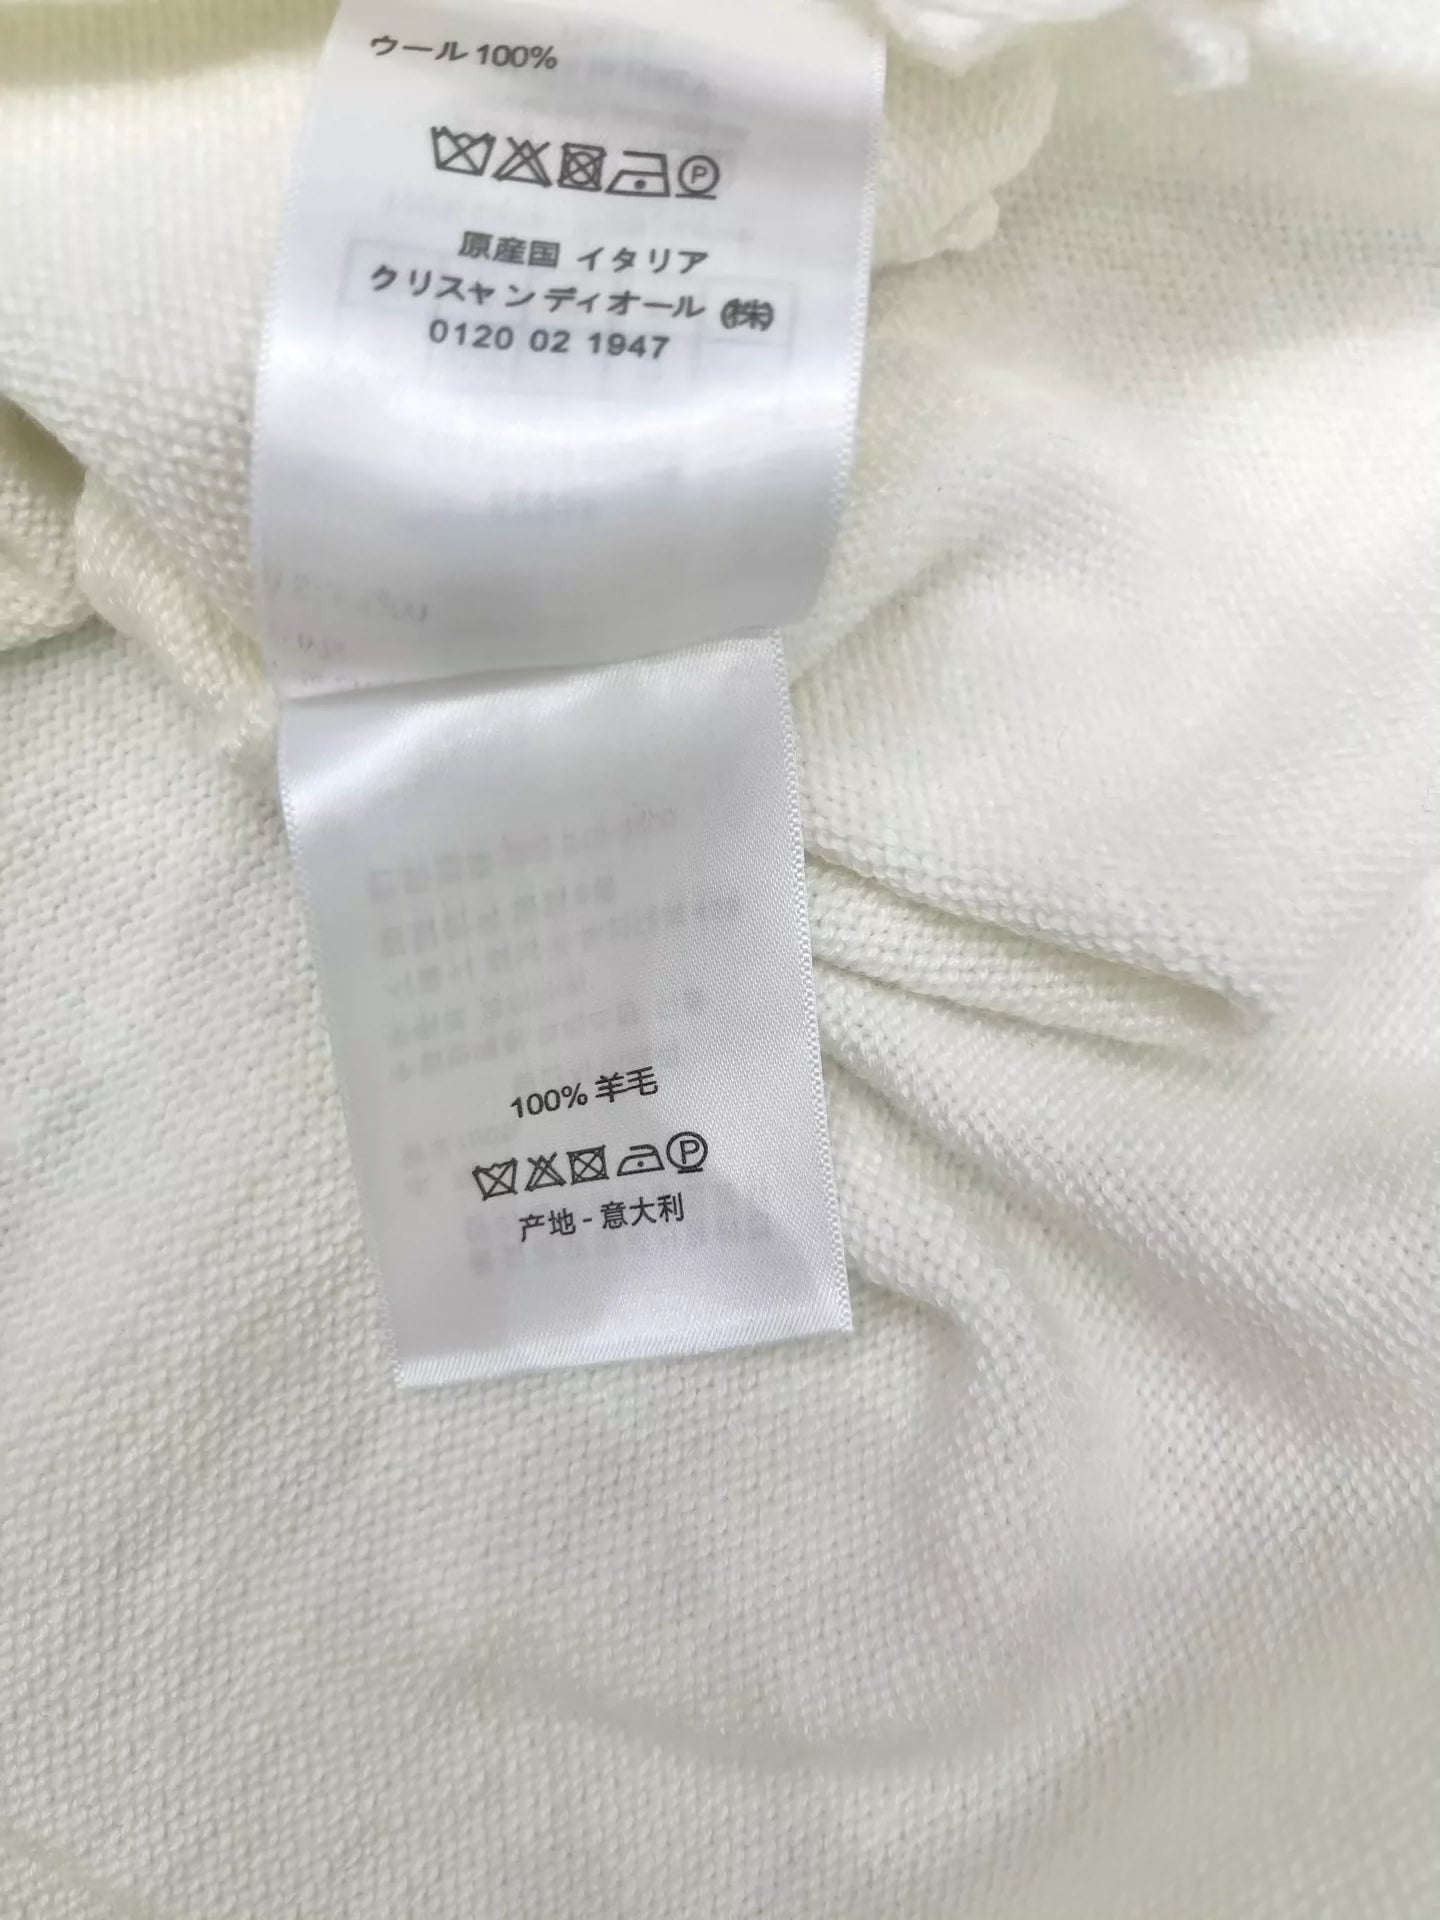 ウール 100%
P
原産国 イタリア
クリスャン ディオール ㈱
0120 02 1947
100% 羊毛
P
产地 - 意大利